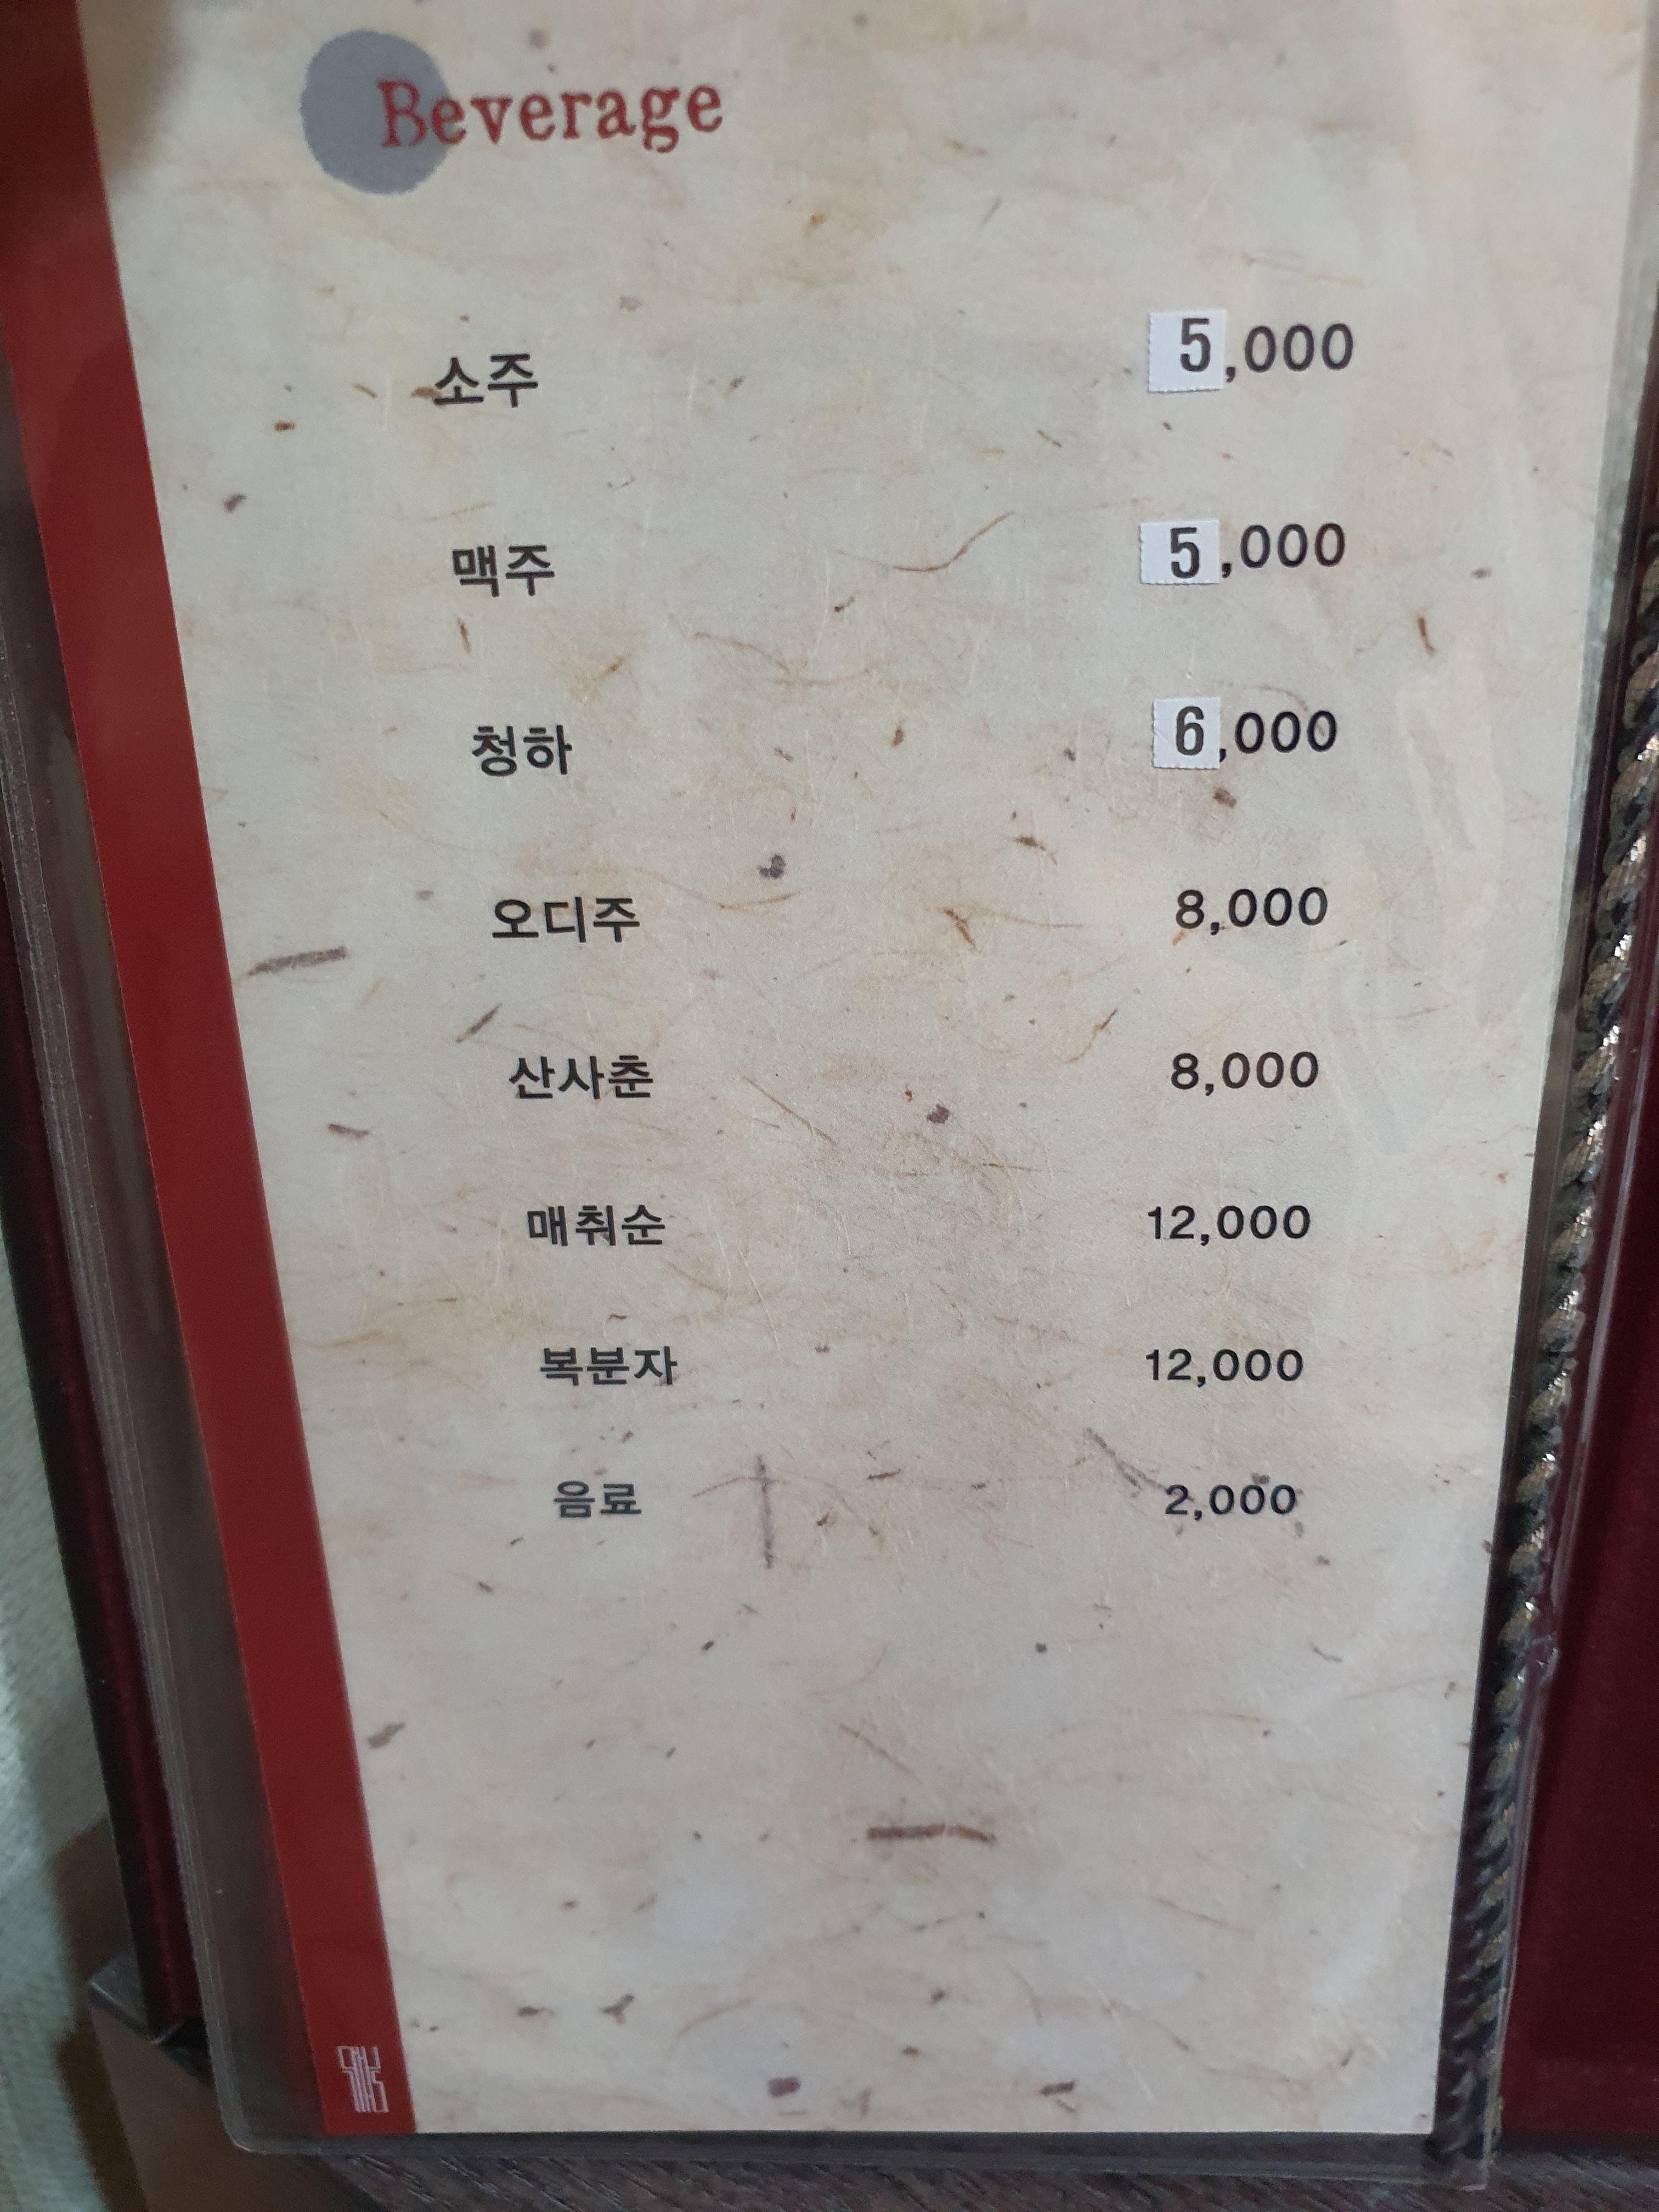 Beverage
소주 5,000
맥주 5,000
청하 6,000
오디주 8,000
산사춘 8,000
매취순 12,000
복분자 12,000
음료 2,000